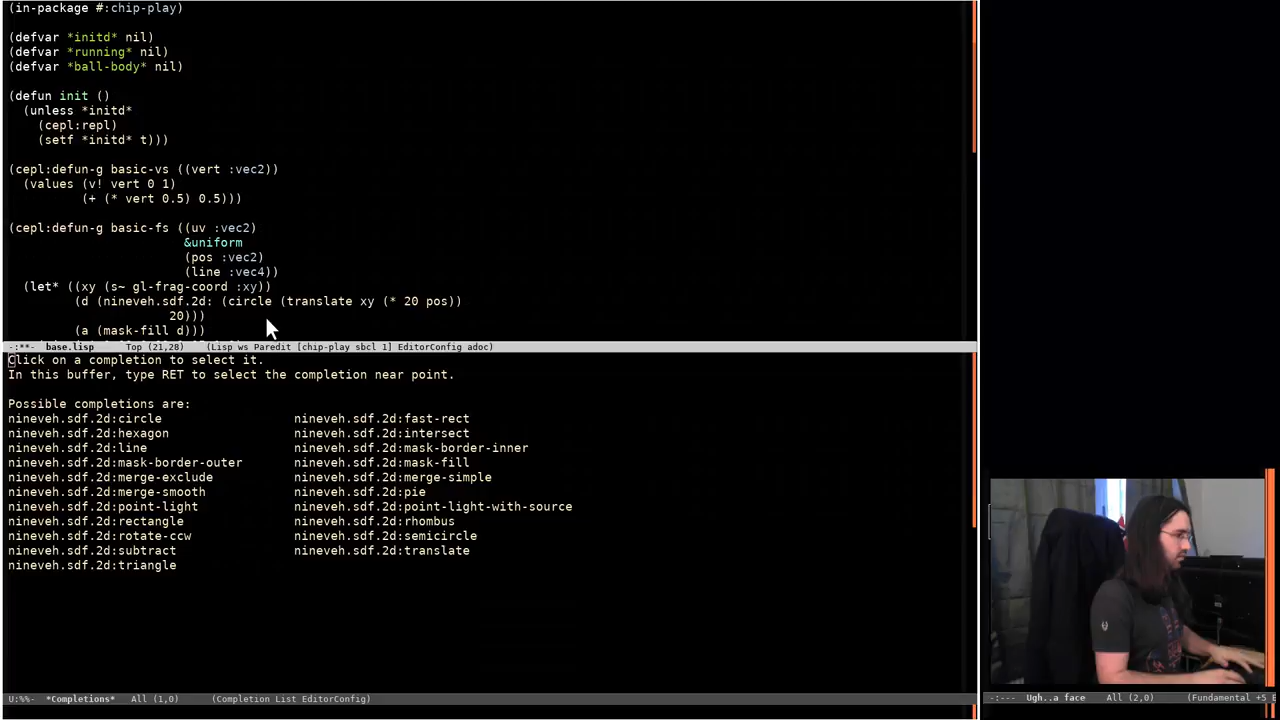 (in-package #:chip-play)
(defvar *initd* nil)
(defvar *running* nil)
(defvar *ball-body* nil)
(defun init ()
(unless *initd*
(cepl:repl)
(setf *initd* t)))
(cepl:defun-g basic-vs ((vert :vec2))
(values (v! vert 0 1)
(+ (* vert 0.5) 0.5)))
(cepl:defun-g basic-fs ((uv :vec2)
&uniform
(pos :vec2)
(line :vec4))
(let* ((xy (s~ gl-frag-coord :xy))
(d (nineveh.sdf.2d: (circle (translate xy (* 20 pos))
20)))
(a (mask-fill d)))
-:**- base.lisp Top (21,28) (Lisp ws Paredit [chip-play sbcl 1] EditorConfig adoc)
Click on a completion to select it.
In this buffer, type RET to select the completion near point.
Possible completions are:
nineveh.sdf.2d:circle nineveh.sdf.2d:fast-rect
nineveh.sdf.2d:hexagon nineveh.sdf.2d:intersect
nineveh.sdf.2d:line nineveh.sdf.2d:mask-border-inner
nineveh.sdf.2d:mask-border-outer nineveh.sdf.2d:mask-fill
nineveh.sdf.2d:merge-exclude nineveh.sdf.2d:merge-simple
nineveh.sdf.2d:merge-smooth nineveh.sdf.2d:pie
nineveh.sdf.2d:point-light nineveh.sdf.2d:point-light-with-source
nineveh.sdf.2d:rectangle nineveh.sdf.2d:rhombus
nineveh.sdf.2d:rotate-ccw nineveh.sdf.2d:semicircle
nineveh.sdf.2d:subtract nineveh.sdf.2d:translate
nineveh.sdf.2d:triangle
U:%%- *Completions* All (1,0) (Completion List EditorConfig)
-:--- Ugh..a face All (2,0) (Fundamental +5 E